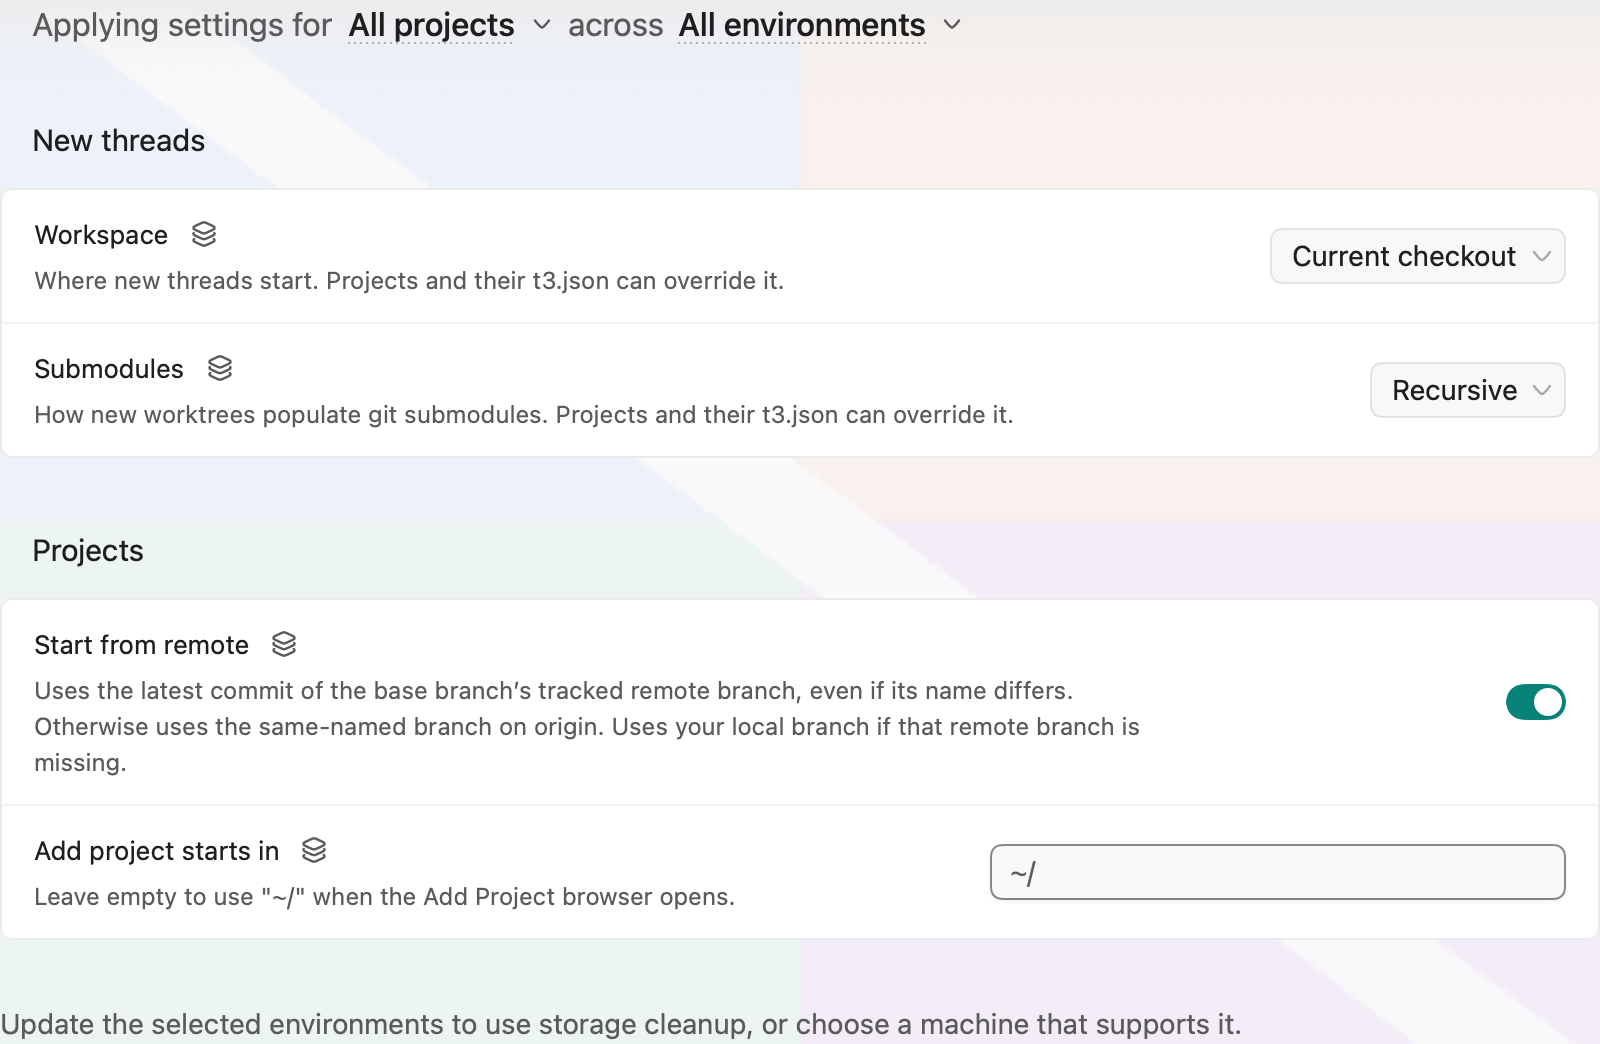 Applying settings for All projects across All environments
New threads
Workspace
Where new threads start. Projects and their t3.json can override it.
Current checkout
Submodules
How new worktrees populate git submodules. Projects and their t3.json can override it.
Recursive
Projects
Start from remote
Uses the latest commit of the base branch’s tracked remote branch, even if its name differs.
Otherwise uses the same-named branch on origin. Uses your local branch if that remote branch is
missing.
Add project starts in
Leave empty to use "~/" when the Add Project browser opens.
~/
Update the selected environments to use storage cleanup, or choose a machine that supports it.